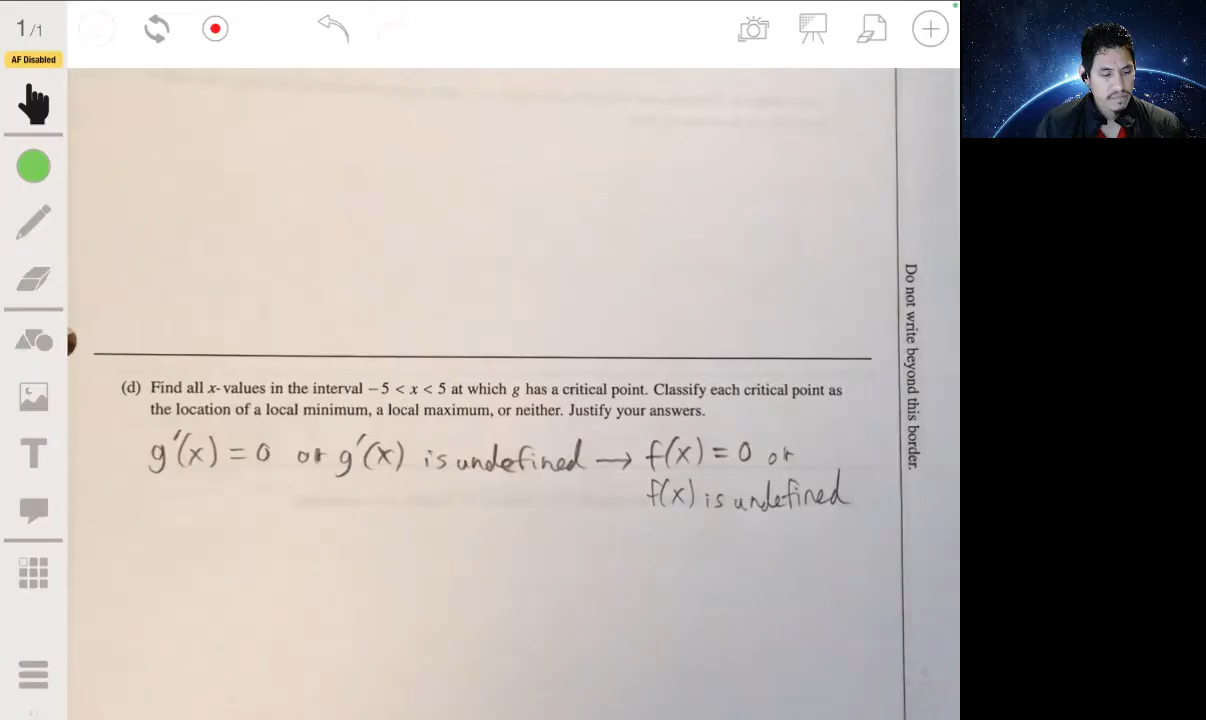 1/1
AF Disabled
T
(d) Find all x-values in the interval −5 < x < 5 at which g has a critical point. Classify each critical point as
the location of a local minimum, a local maximum, or neither. Justify your answers.
g'(x) = 0 or g'(x) is undefined → f(x) = 0 or
f(x) is undefined
Do not write beyond this border.